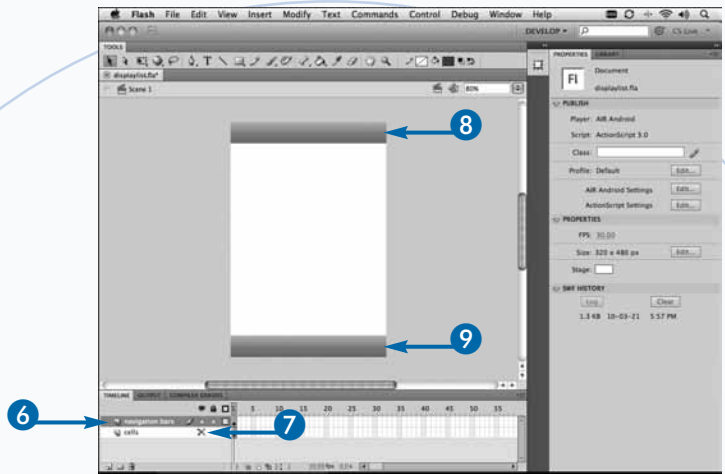 Flash File Edit View Insert Modify Text Commands Control Debug Window Help
DEVELOP CS Live
TOOLS
displaylist.fla*
Scene 1 80%
PROPERTIES LIBRARY
Fl
Document
displaylist.fla
PUBLISH
Player: AIR Android
Script: ActionScript 3.0
Class:
Profile: Default Edit...
AIR Android Settings Edit...
ActionScript Settings Edit...
PROPERTIES
FPS: 30.00
Size: 320 x 480 px Edit...
Stage:
SWF HISTORY
Log Clear
1.3 KB 10-03-21 5:57 PM
8
9
TIMELINE OUTPUT COMPILER ERRORS
5 10 15 20 25 30 35 40 45 50 55
6
navigation bars
7
cells